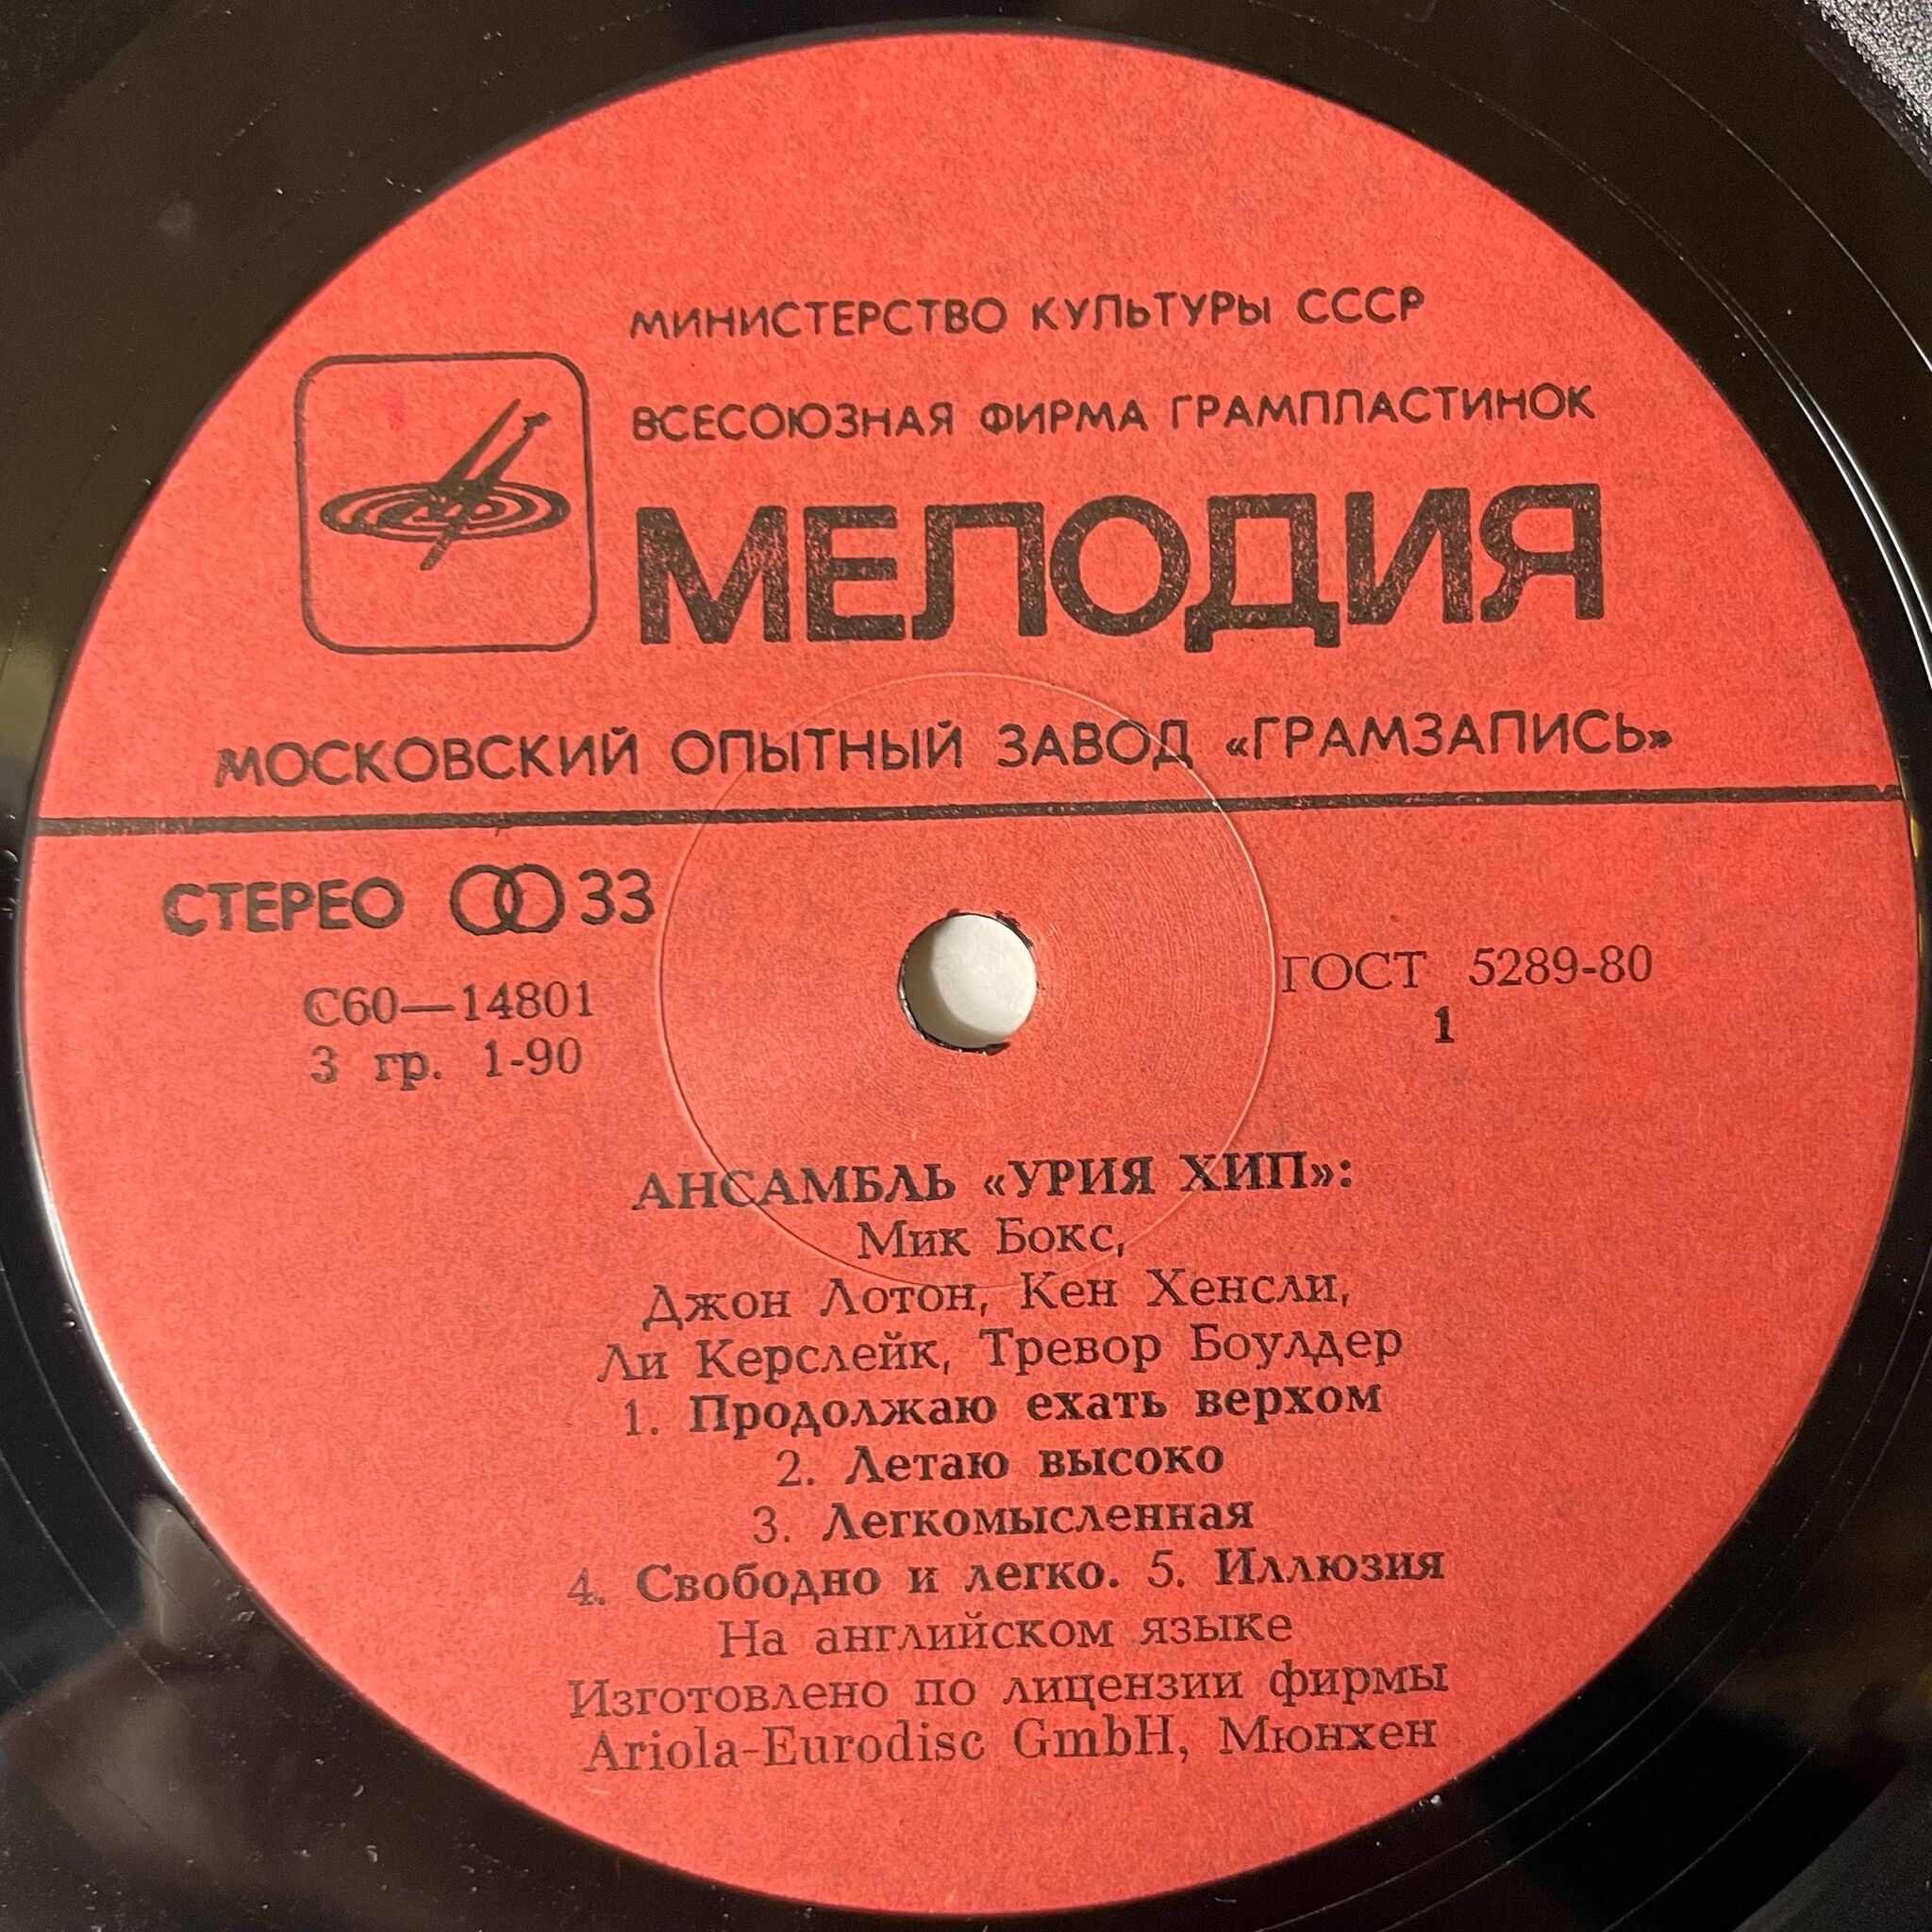 МИНИСТЕРСТВО КУЛЬТУРЫ СССР
ВСЕСОЮЗНАЯ ФИРМА ГРАМПЛАСТИНОК
МЕЛОДИЯ
МОСКОВСКИЙ ОПЫТНЫЙ ЗАВОД «ГРАМЗАПИСЬ»
СТЕРЕО 33
ГОСТ 5289-80
С60—14801
1
3 гр. 1-90
АНСАМБЛЬ «УРИЯ ХИП»:
Мик Бокс,
Джон Лотон, Кен Хенсли,
Ли Керслейк, Тревор Боулдер
1. Продолжаю ехать верхом
2. Летаю высоко
3. Легкомысленная
4. Свободно и легко. 5. Иллюзия
На английском языке
Изготовлено по лицензии фирмы
Ariola-Eurodisc GmbH, Мюнхен